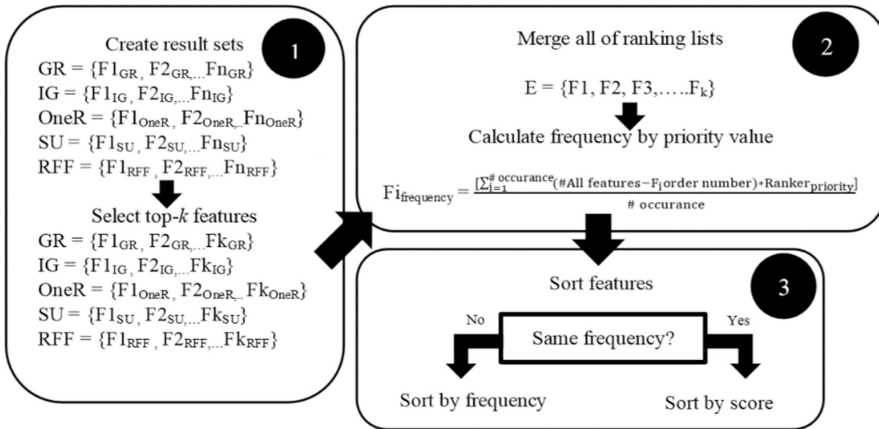 Create result sets
1
GR = {F1GR , F2GR,...FnGR}
IG = {F1IG , F2IG,...FnIG}
OneR = {F1OneR , F2OneR,.. FnOneR}
SU = {F1SU , F2SU,...FnSU}
RFF = {F1RFF , F2RFF,...FnRFF}
Select top-k features
GR = {F1GR , F2GR,...FkGR}
IG = {F1IG , F2IG,...FkIG}
OneR = {F1OneR , F2OneR,.. FkOneR}
SU = {F1SU , F2SU,...FkSU}
RFF = {F1RFF , F2RFF,...FkRFF}
Merge all of ranking lists
2
E = {F1, F2, F3,…..Fk}
Calculate frequency by priority value
Fifrequency = [∑i=1# occurance(#All features−Fiorder number)∗Rankerpriority] / # occurance
Sort features
3
No
Same frequency?
Yes
Sort by frequency
Sort by score